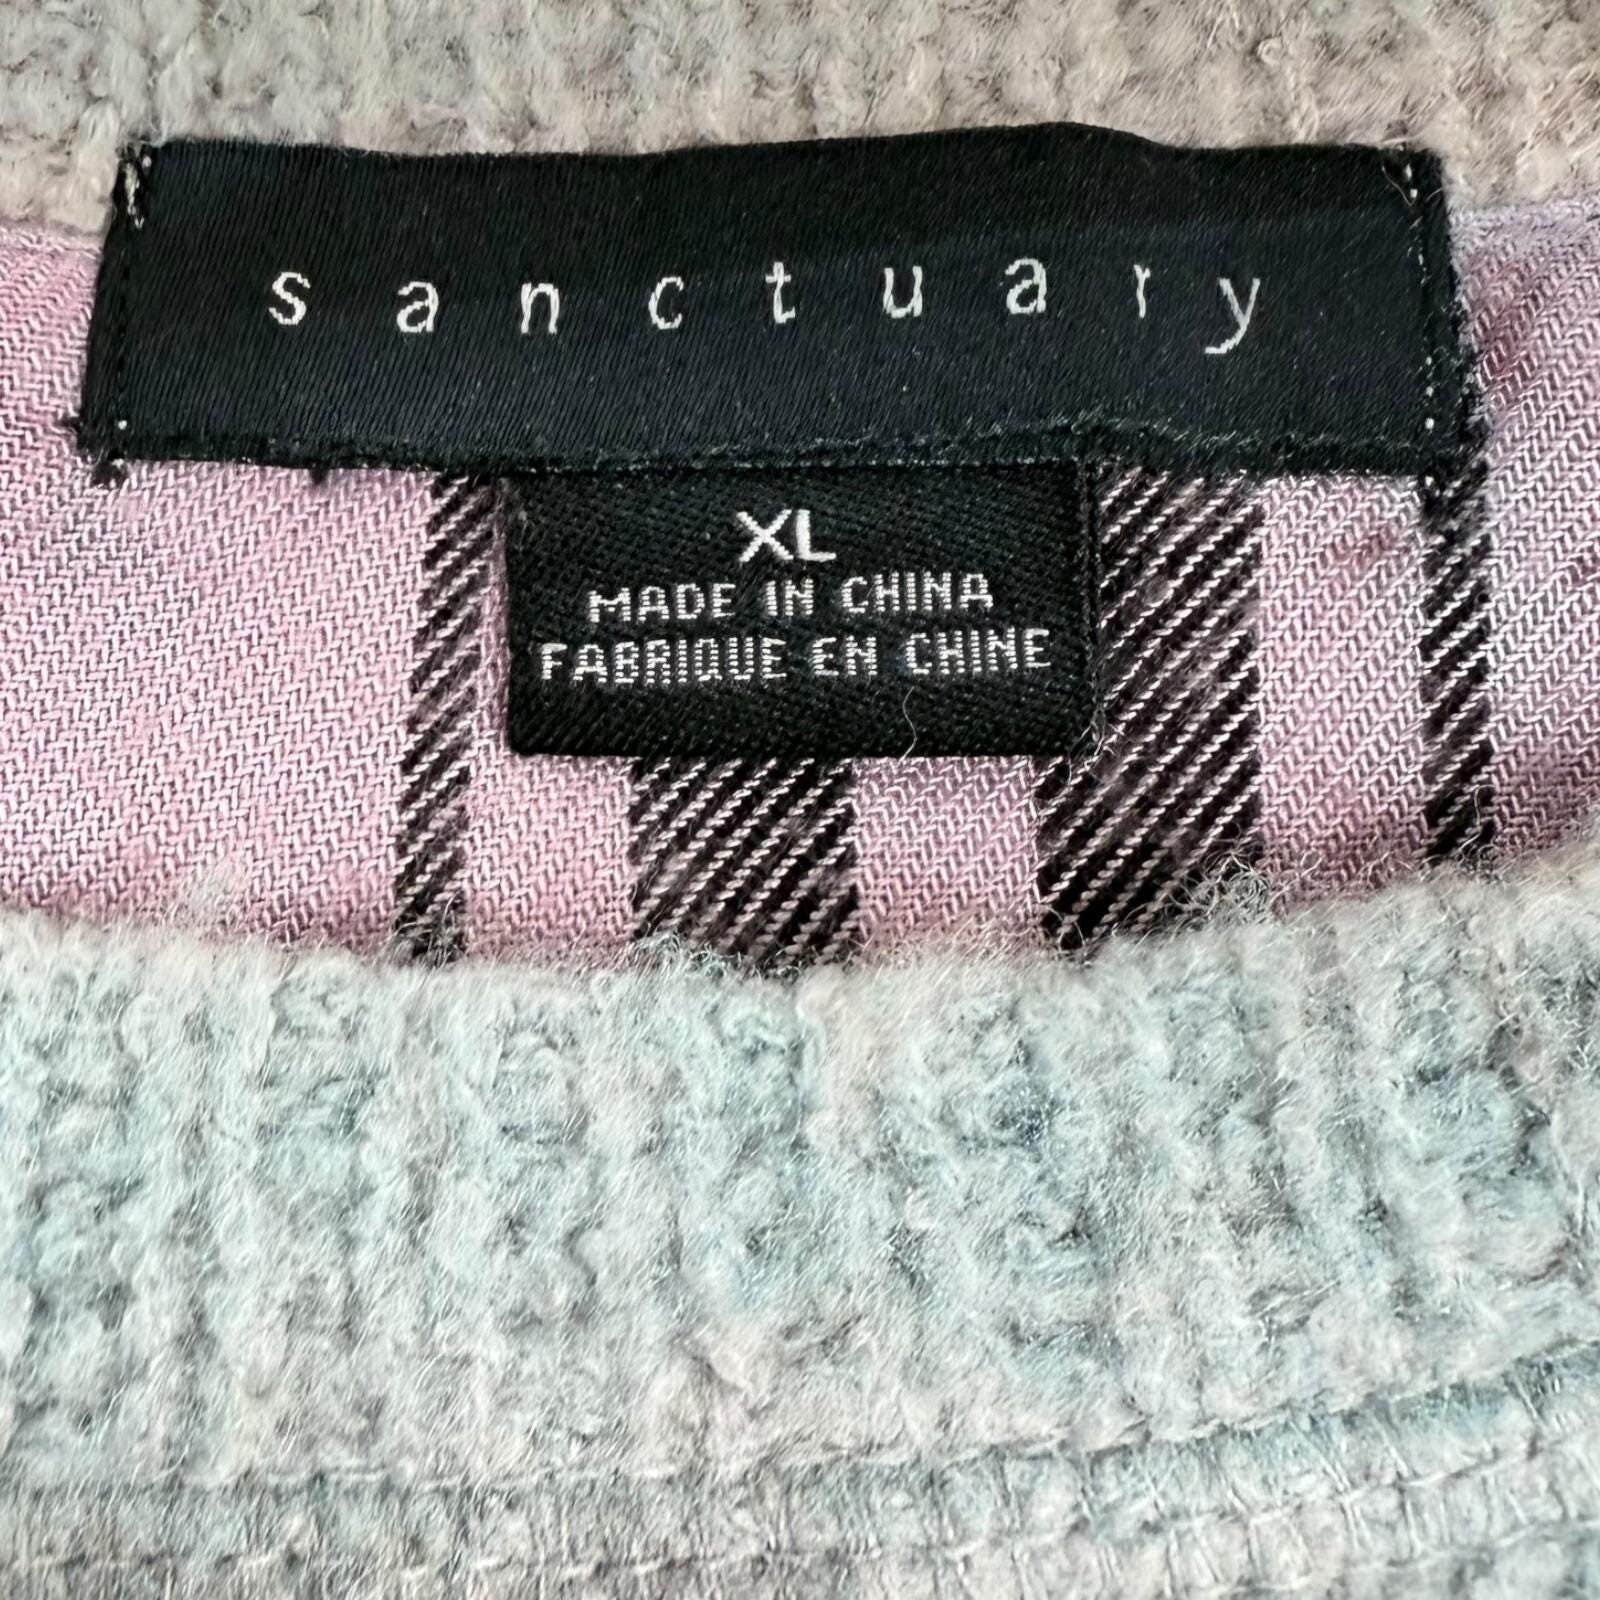 sanctuary
XL
MADE IN CHINA
FABRIQUE EN CHINE